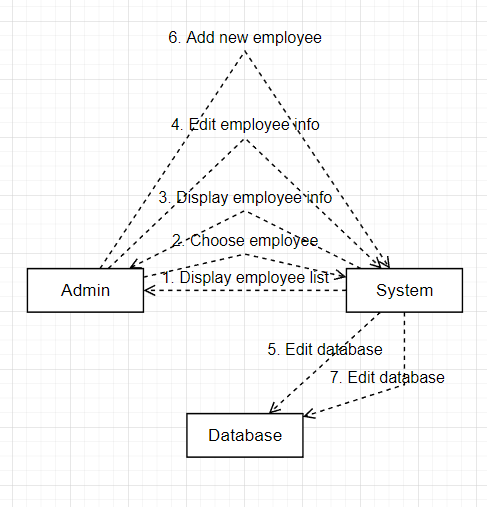 6. Add new employee
4. Edit employee info
3. Display employee info
2. Choose employee
1. Display employee list
Admin
System
5. Edit database
7. Edit database
Database